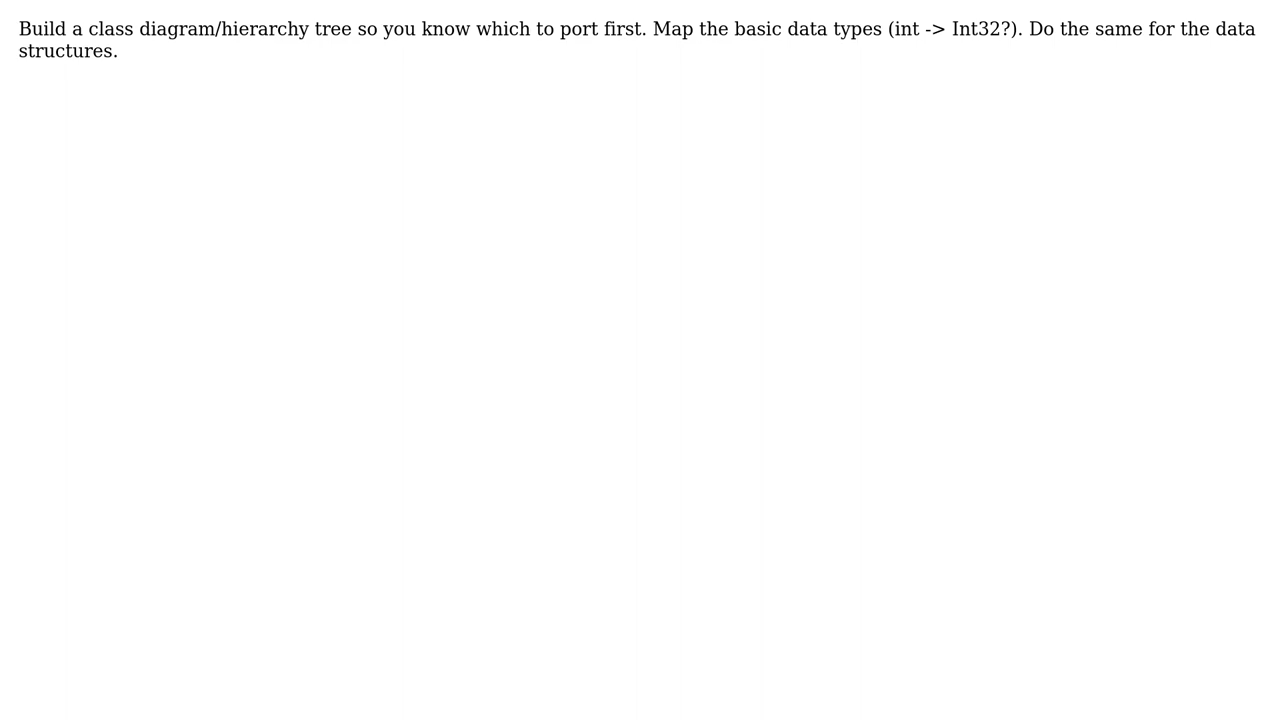 Build a class diagram/hierarchy tree so you know which to port first. Map the basic data types (int -> Int32?). Do the same for the data
structures.